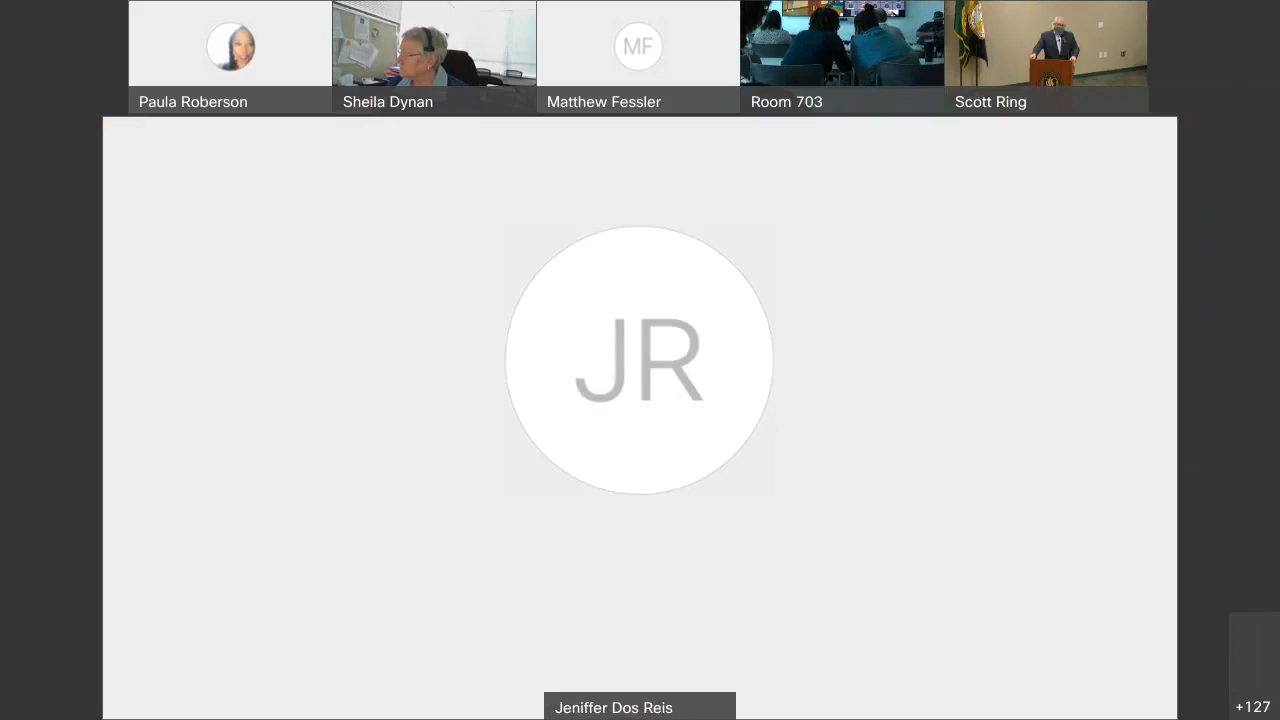 MF
Paula Roberson
Sheila Dynan
Matthew Fessler
Room 703
Scott Ring
JR
Jeniffer Dos Reis
+127